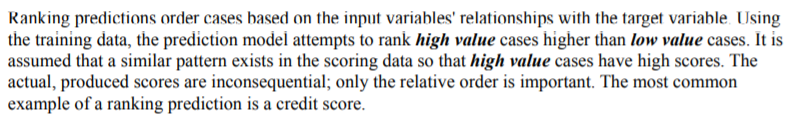 Ranking predictions order cases based on the input variables' relationships with the target variable. Using
the training data, the prediction model attempts to rank high value cases higher than low value cases. It is
assumed that a similar pattern exists in the scoring data so that high value cases have high scores. The
actual, produced scores are inconsequential; only the relative order is important. The most common
example of a ranking prediction is a credit score.